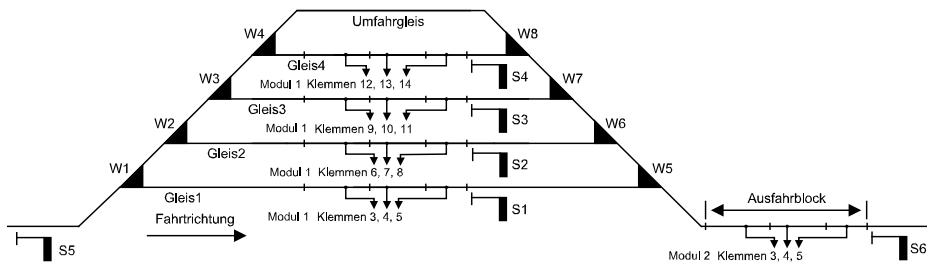 Umfahrgleis
W4
W8
Gleis4
S4
Modul 1 Klemmen 12, 13, 14
W3
W7
Gleis3
S3
Modul 1 Klemmen 9, 10, 11
W2
W6
Gleis2
S2
Modul 1 Klemmen 6, 7, 8
W1
W5
Gleis1
S1
Modul 1 Klemmen 3, 4, 5
Ausfahrblock
Fahrtrichtung
S5
S6
Modul 2 Klemmen 3, 4, 5